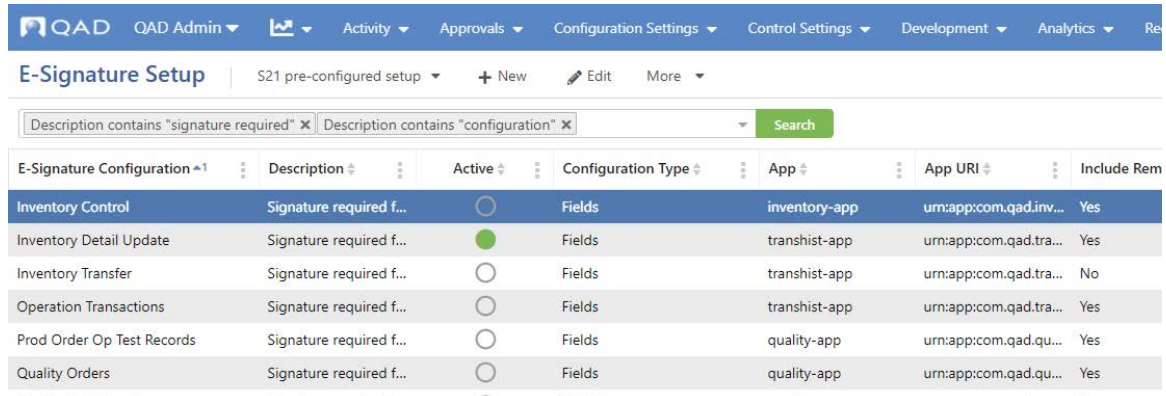 QAD QAD Admin Activity Approvals Configuration Settings Control Settings Development Analytics Re
E-Signature Setup S21 pre-configured setup + New Edit More
Description contains "signature required" × Description contains "configuration" × Search
E-Signature Configuration 1 Description Active Configuration Type App App URI Include Rem
Inventory Control Signature required f... Fields inventory-app urn:app:com.qad.inv... Yes
Inventory Detail Update Signature required f... Fields transhist-app urn:app:com.qad.tra... Yes
Inventory Transfer Signature required f... Fields transhist-app urn:app:com.qad.tra... No
Operation Transactions Signature required f... Fields transhist-app urn:app:com.qad.tra... Yes
Prod Order Op Test Records Signature required f... Fields quality-app urn:app:com.qad.qu... Yes
Quality Orders Signature required f... Fields quality-app urn:app:com.qad.qu... Yes